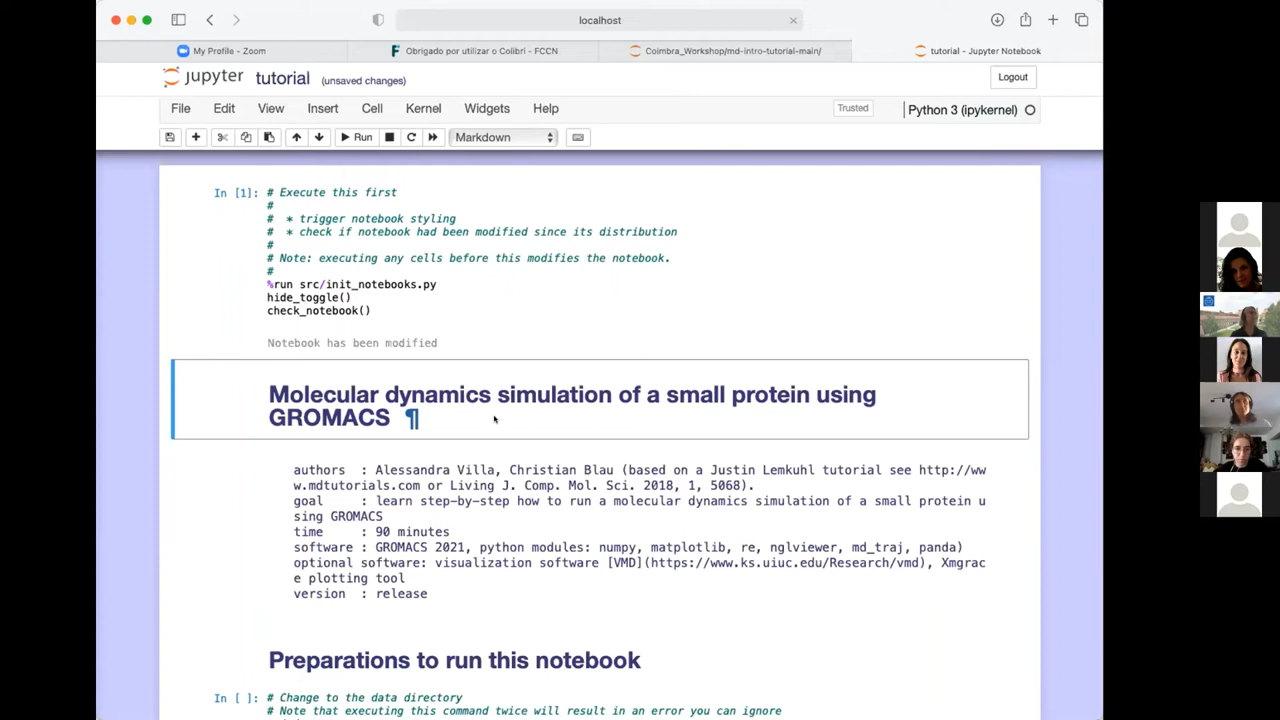 localhost
My Profile - Zoom
Obrigado por utilizar o Colibri - FCCN
Coimbra_Workshop/md-intro-tutorial-main/
tutorial - Jupyter Notebook
jupyter tutorial (unsaved changes)
Logout
File Edit View Insert Cell Kernel Widgets Help
Trusted
Python 3 (ipykernel)
Run
Markdown
In [1]: # Execute this first
#
# * trigger notebook styling
# * check if notebook had been modified since its distribution
#
# Note: executing any cells before this modifies the notebook.
#
%run src/init_notebooks.py
hide_toggle()
check_notebook()
Notebook has been modified
Molecular dynamics simulation of a small protein using
GROMACS ¶
authors : Alessandra Villa, Christian Blau (based on a Justin Lemkuhl tutorial see http://ww
w.mdtutorials.com or Living J. Comp. Mol. Sci. 2018, 1, 5068).
goal : learn step-by-step how to run a molecular dynamics simulation of a small protein u
sing GROMACS
time : 90 minutes
software : GROMACS 2021, python modules: numpy, matplotlib, re, nglviewer, md_traj, panda)
optional software: visualization software [VMD](https://www.ks.uiuc.edu/Research/vmd), Xmgrac
e plotting tool
version : release
Preparations to run this notebook
In [ ]: # Change to the data directory
# Note that executing this command twice will result in an error you can ignore